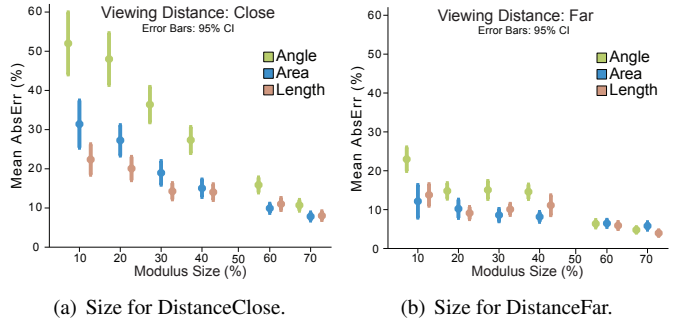 Viewing Distance: Close
Error Bars: 95% CI
Angle
Area
Length
Mean AbsErr (%)
60
50
40
30
20
10
0
10 20 30 40 50 60 70
Modulus Size (%)
(a) Size for DistanceClose.
Viewing Distance: Far
Error Bars: 95% CI
Angle
Area
Length
Mean AbsErr (%)
60
50
40
30
20
10
0
10 20 30 40 50 60 70
Modulus Size (%)
(b) Size for DistanceFar.